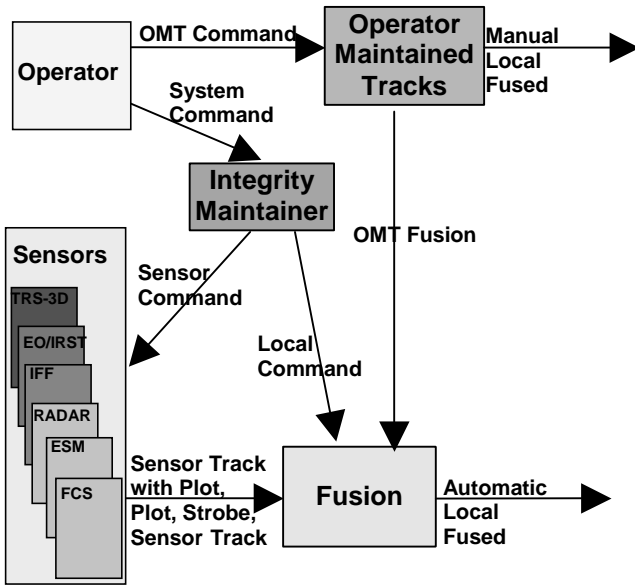 OMT Command
Operator
Operator
Maintained
Tracks
Manual
Local
Fused
System
Command
Integrity
Maintainer
OMT Fusion
Sensors
Sensor
Command
TRS-3D
EO/IRST
IFF
RADAR
ESM
FCS
Local
Command
Sensor Track
with Plot,
Plot, Strobe,
Sensor Track
Fusion
Automatic
Local
Fused